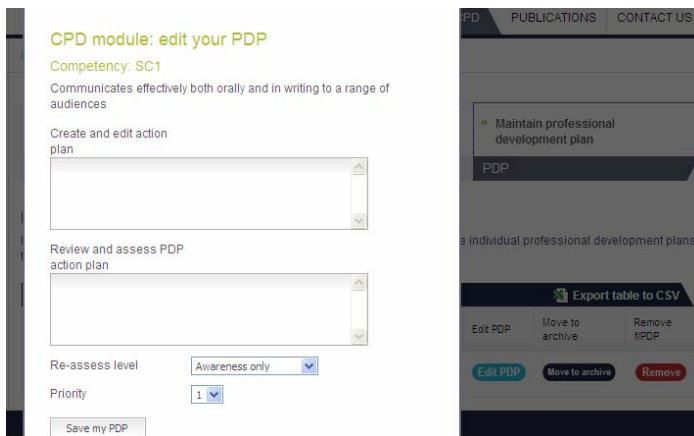 CPD module: edit your PDP
Competency: SC1
Communicates effectively both orally and in writing to a range of
audiences
Create and edit action
plan
Review and assess PDP
action plan
Re-assess level
Awareness only
Priority
1
Save my PDP
CPD PUBLICATIONS CONTACT US
» Maintain professional
development plan
PDP
individual professional development plans
Export table to CSV
Edit PDP
Move to
archive
Remove
f/PDP
Edit PDP
Move to archive
Remove